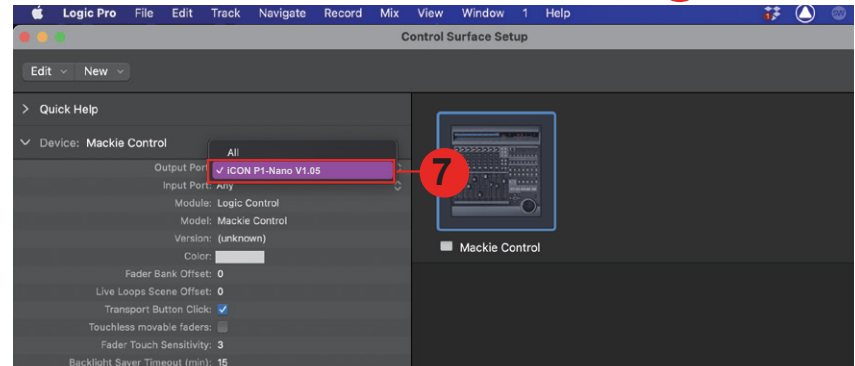 Logic Pro File Edit Track Navigate Record Mix View Window 1 Help
Control Surface Setup
Edit New
Quick Help
Device: Mackie Control
All
Output Port
✓ iCON P1-Nano V1.05
7
Input Port: Any
Module: Logic Control
Model: Mackie Control
Version: (unknown)
Color:
Mackie Control
Fader Bank Offset: 0
Live Loops Scene Offset: 0
Transport Button Click:
Touchless movable faders:
Fader Touch Sensitivity: 3
Backlight Saver Timeout (min): 15